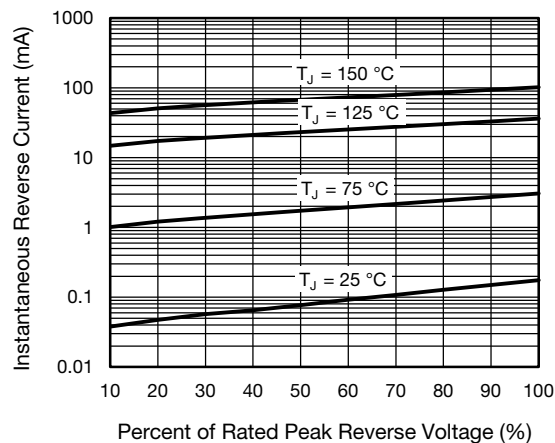 Instantaneous Reverse Current (mA)
1000
100
10
1
0.1
0.01
T_J = 150 °C
T_J = 125 °C
T_J = 75 °C
T_J = 25 °C
10 20 30 40 50 60 70 80 90 100
Percent of Rated Peak Reverse Voltage (%)